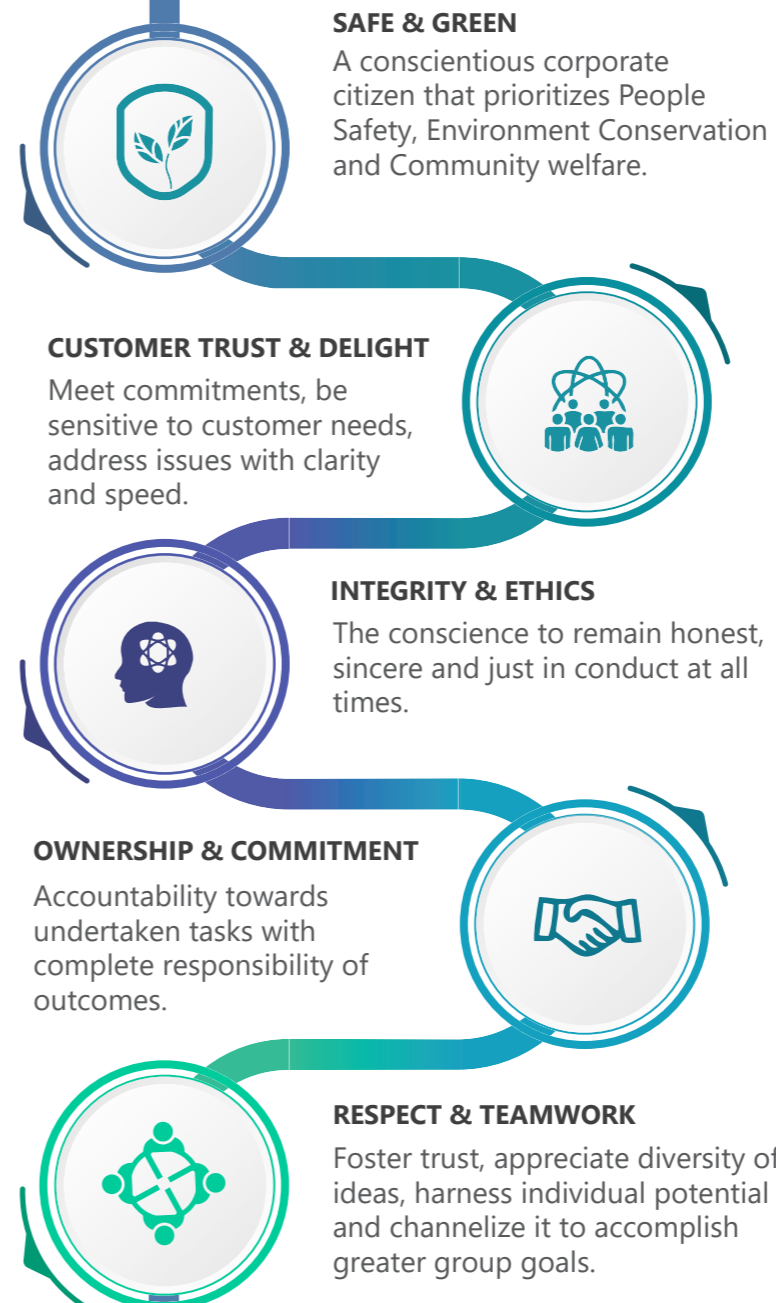 SAFE & GREEN
A conscientious corporate
citizen that prioritizes People
Safety, Environment Conservation
and Community welfare.
CUSTOMER TRUST & DELIGHT
Meet commitments, be
sensitive to customer needs,
address issues with clarity
and speed.
INTEGRITY & ETHICS
The conscience to remain honest,
sincere and just in conduct at all
times.
OWNERSHIP & COMMITMENT
Accountability towards
undertaken tasks with
complete responsibility of
outcomes.
RESPECT & TEAMWORK
Foster trust, appreciate diversity of
ideas, harness individual potential
and channelize it to accomplish
greater group goals.